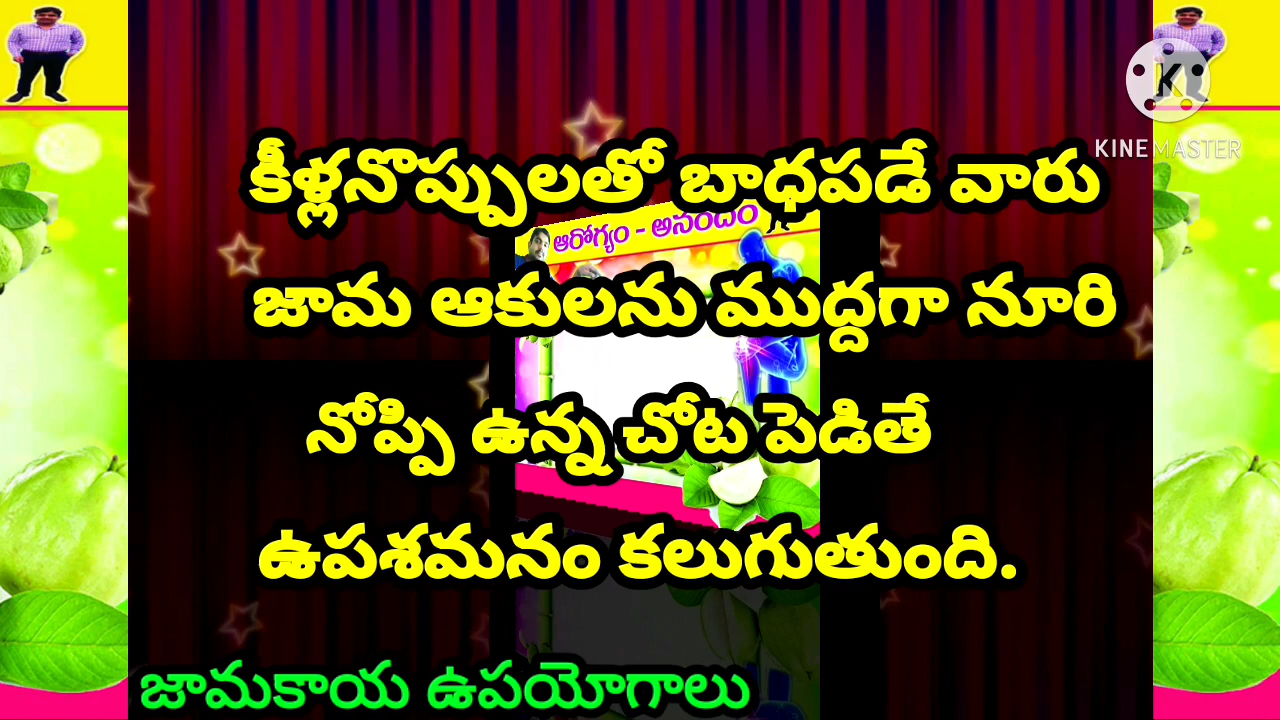 KINEMASTER
కీళ్లనొప్పులతో బాధపడే వారు
ఆరోగ్యం - ఆనందం
జామ ఆకులను ముద్దగా నూరి
నోప్పి ఉన్న చోట పెడితే
ఉపశమనం కలుగుతుంది.
జామకాయ ఉపయోగాలు